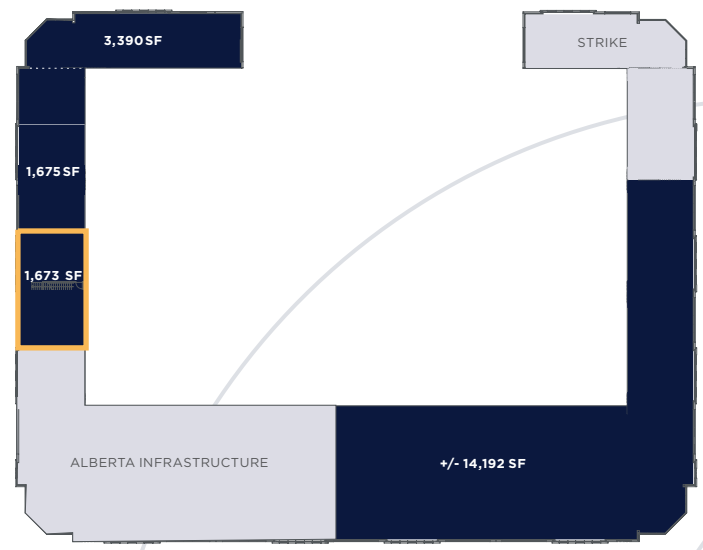 3,390 SF
STRIKE
1,675 SF
1,673 SF
ALBERTA INFRASTRUCTURE
+/- 14,192 SF